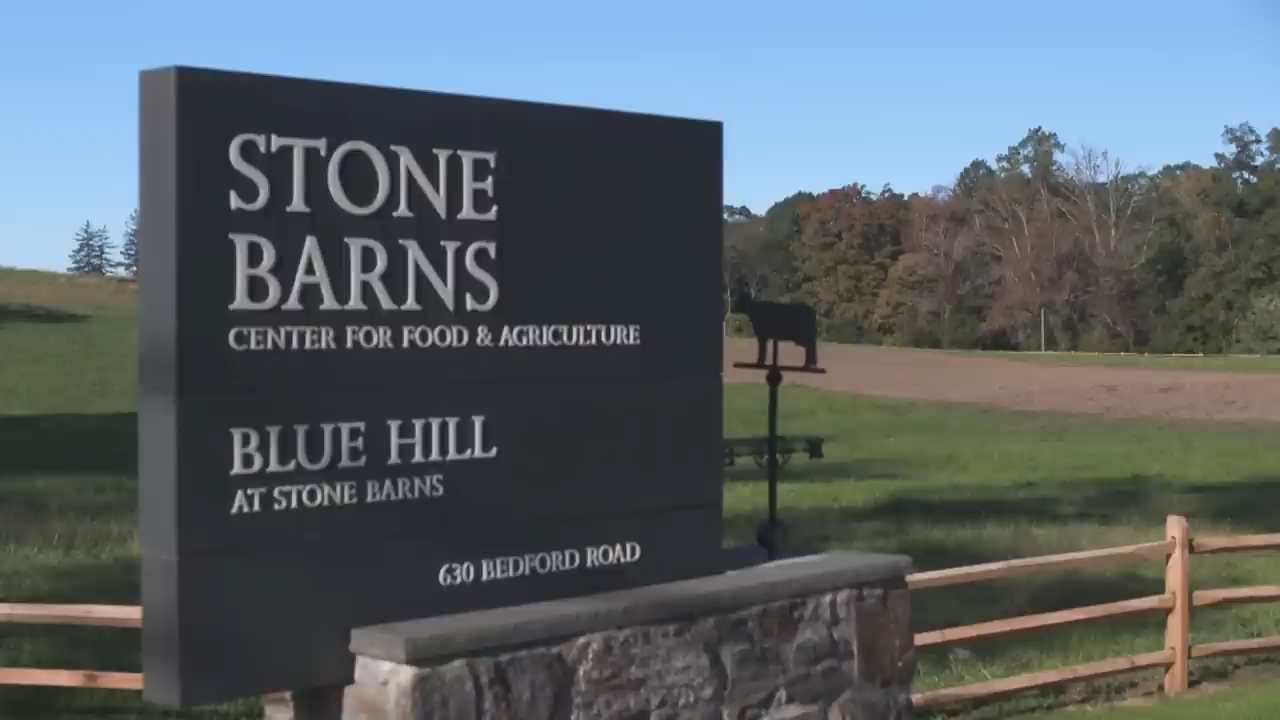 STONE
BARNS
CENTER FOR FOOD & AGRICULTURE
BLUE HILL
AT STONE BARNS
630 BEDFORD ROAD